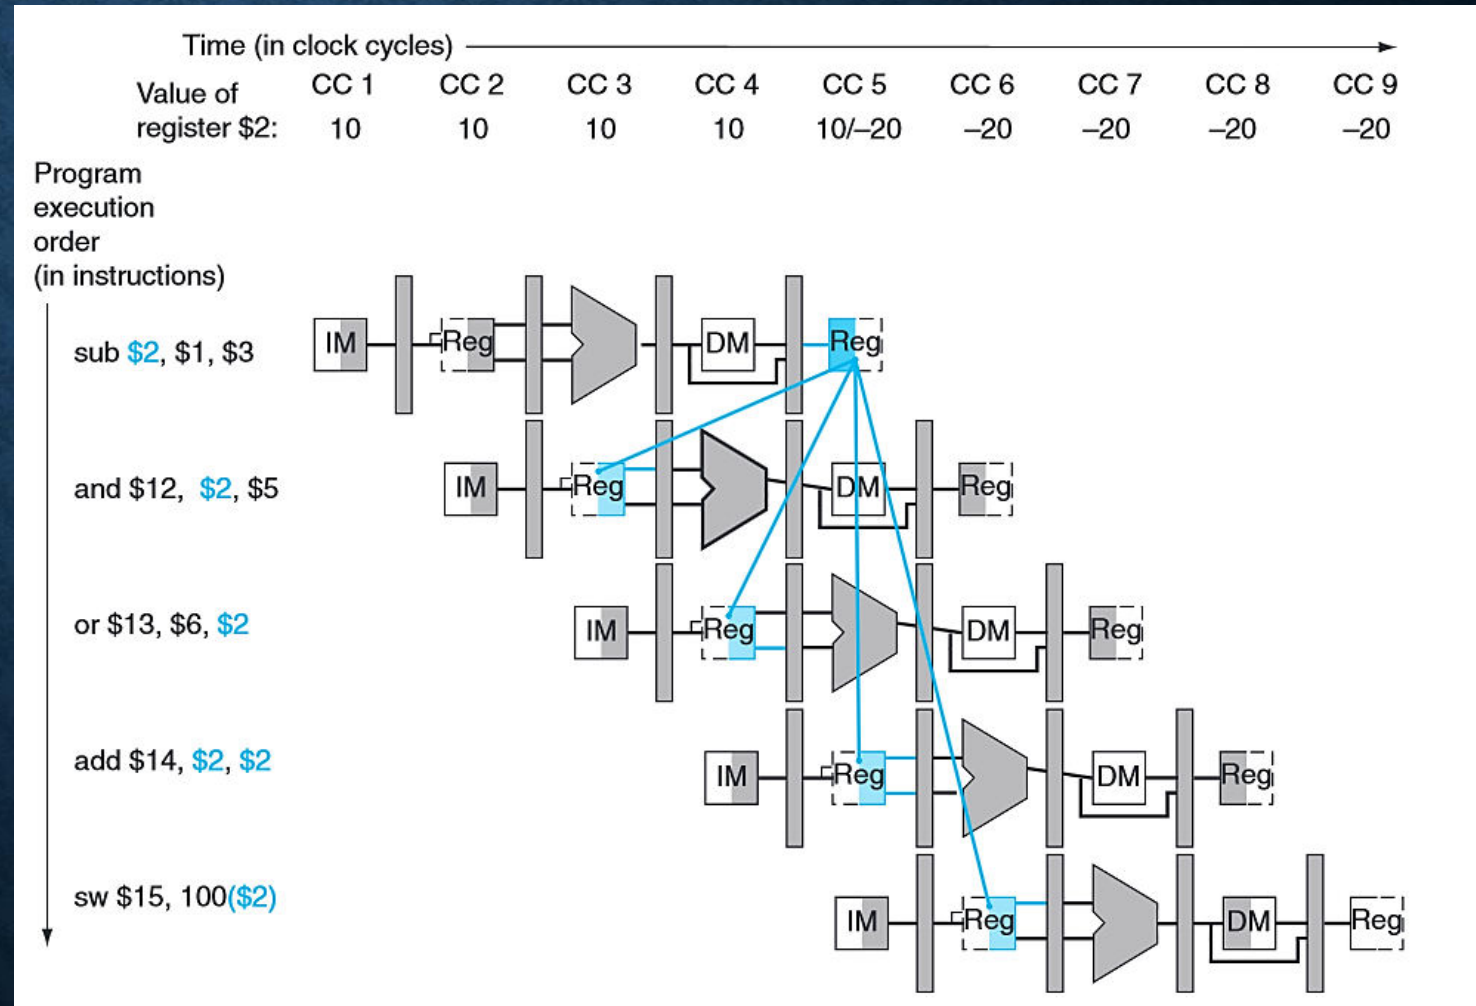 Time (in clock cycles)
Value of register $2:
CC 1 CC 2 CC 3 CC 4 CC 5 CC 6 CC 7 CC 8 CC 9
10 10 10 10 10/–20 –20 –20 –20 –20
Program
execution
order
(in instructions)
sub $2, $1, $3
IM Reg DM Reg
and $12, $2, $5
IM Reg DM Reg
or $13, $6, $2
IM Reg DM Reg
add $14, $2, $2
IM Reg DM Reg
sw $15, 100($2)
IM Reg DM Reg